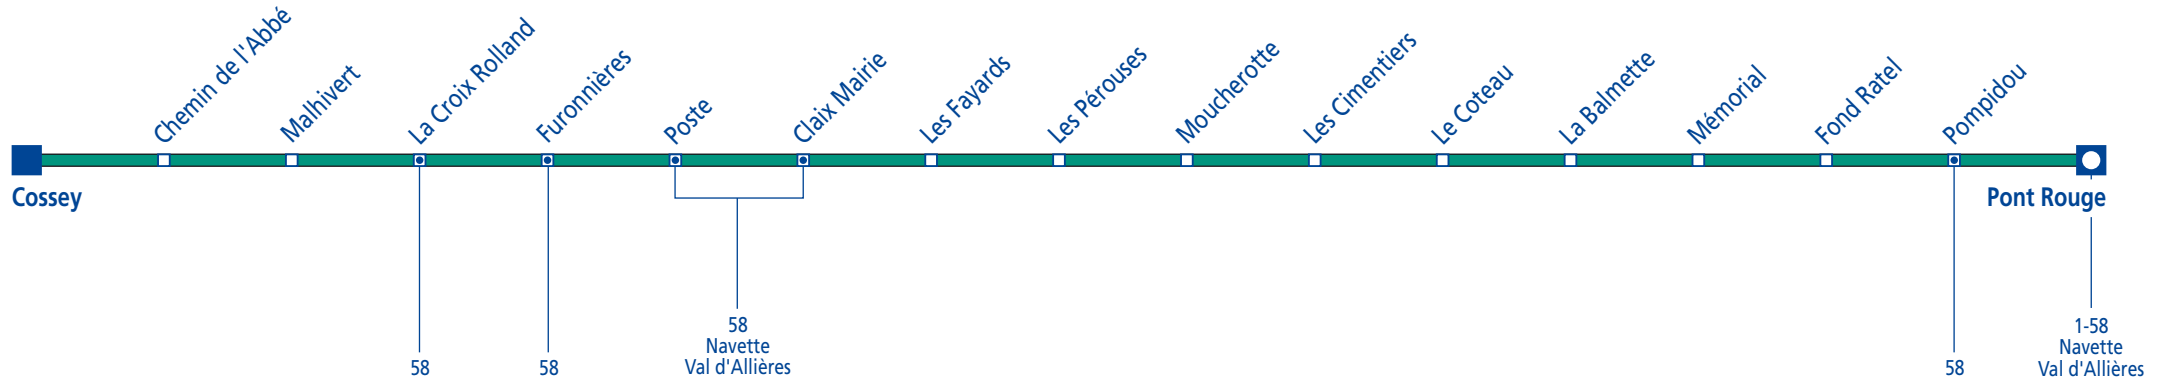 Chemin de l'Abbé
Malhivert
La Croix Rolland
Furonnières
Poste
Claix Mairie
Les Fayards
Les Pérouses
Moucherotte
Les Cimentiers
Le Coteau
La Balmette
Mémorial
Fond Ratel
Pompidou
Cossey
Pont Rouge
58
58
58
Navette
Val d'Allières
58
1-58
Navette
Val d'Allières